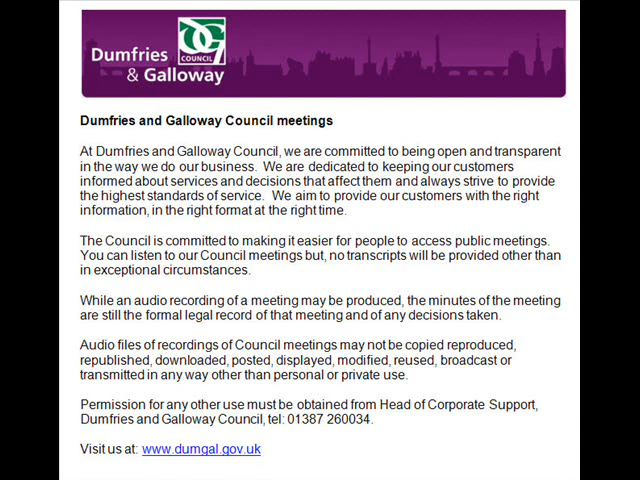 Dumfries
& Galloway
COUNCIL
Dumfries and Galloway Council meetings
At Dumfries and Galloway Council, we are committed to being open and transparent
in the way we do our business. We are dedicated to keeping our customers
informed about services and decisions that affect them and always strive to provide
the highest standards of service. We aim to provide our customers with the right
information, in the right format at the right time.
The Council is committed to making it easier for people to access public meetings.
You can listen to our Council meetings but, no transcripts will be provided other than
in exceptional circumstances.
While an audio recording of a meeting may be produced, the minutes of the meeting
are still the formal legal record of that meeting and of any decisions taken.
Audio files of recordings of Council meetings may not be copied reproduced,
republished, downloaded, posted, displayed, modified, reused, broadcast or
transmitted in any way other than personal or private use.
Permission for any other use must be obtained from Head of Corporate Support,
Dumfries and Galloway Council, tel: 01387 260034.
Visit us at: www.dumgal.gov.uk